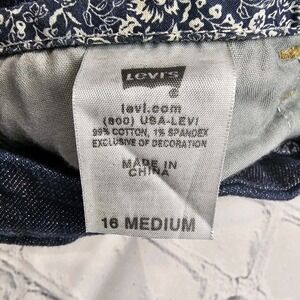 Levi's
levi.com
(800) USA-LEVI
99% COTTON, 1% SPANDEX
EXCLUSIVE OF DECORATION
MADE IN
CHINA
16 MEDIUM